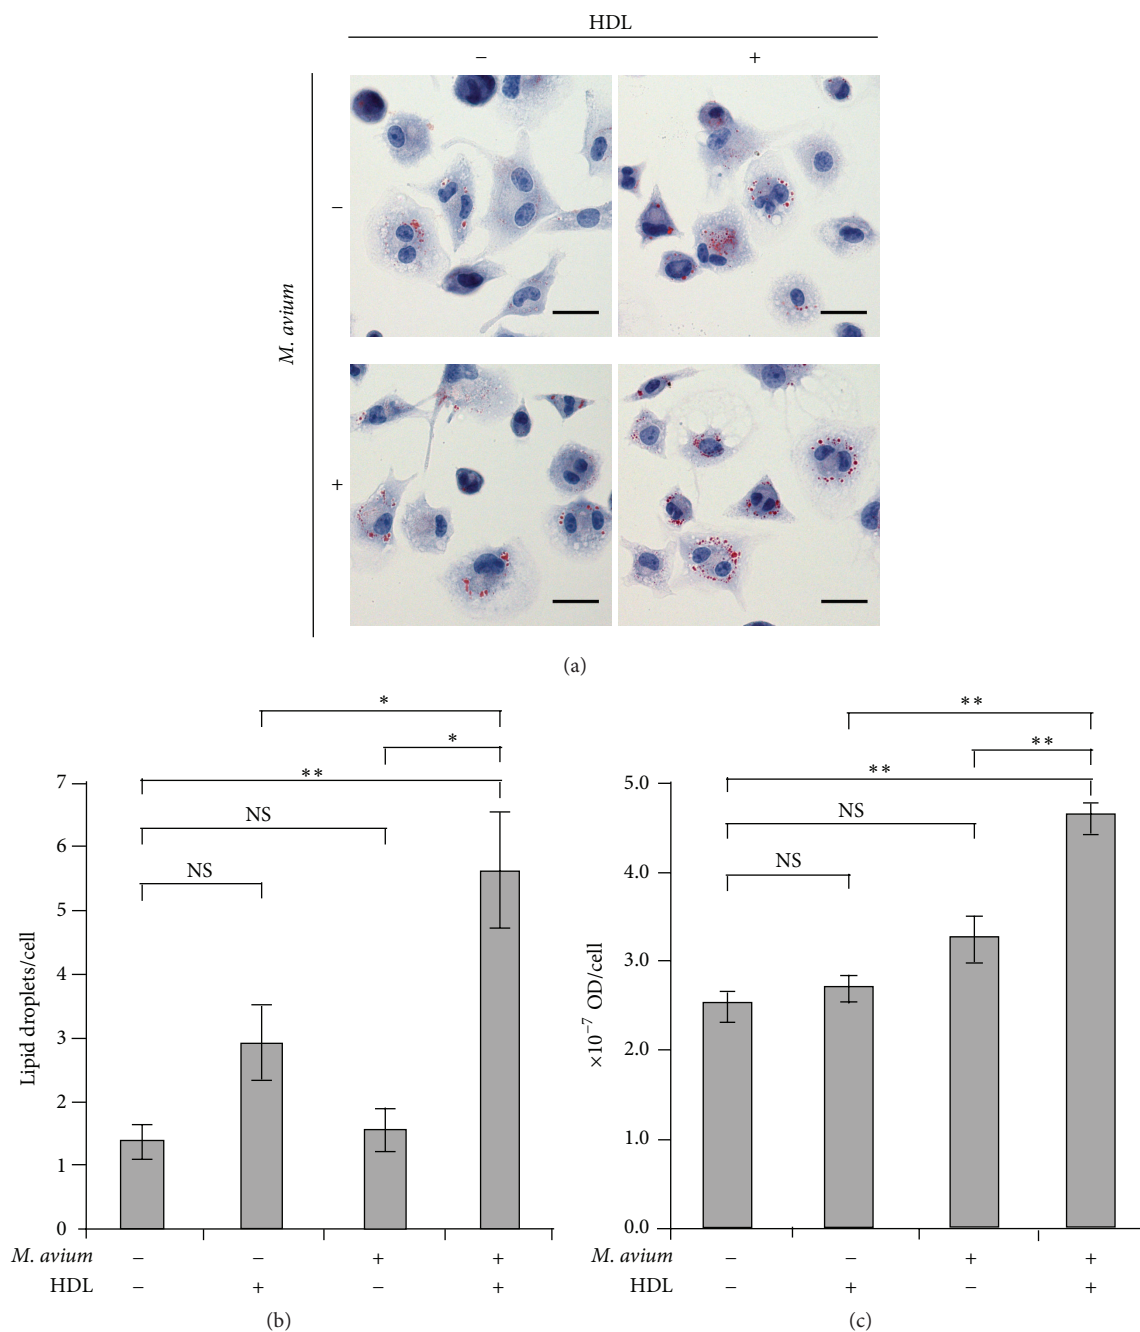 HDL
− +
M. avium
−
+
(a)
*
*
**
NS
NS
7
6
5
4
3
2
1
0
Lipid droplets/cell
M. avium − − + +
HDL − + − +
(b)
**
**
**
NS
NS
5.0
4.0
3.0
2.0
1.0
0.0
×10−7 OD/cell
M. avium − − + +
HDL − + − +
(c)